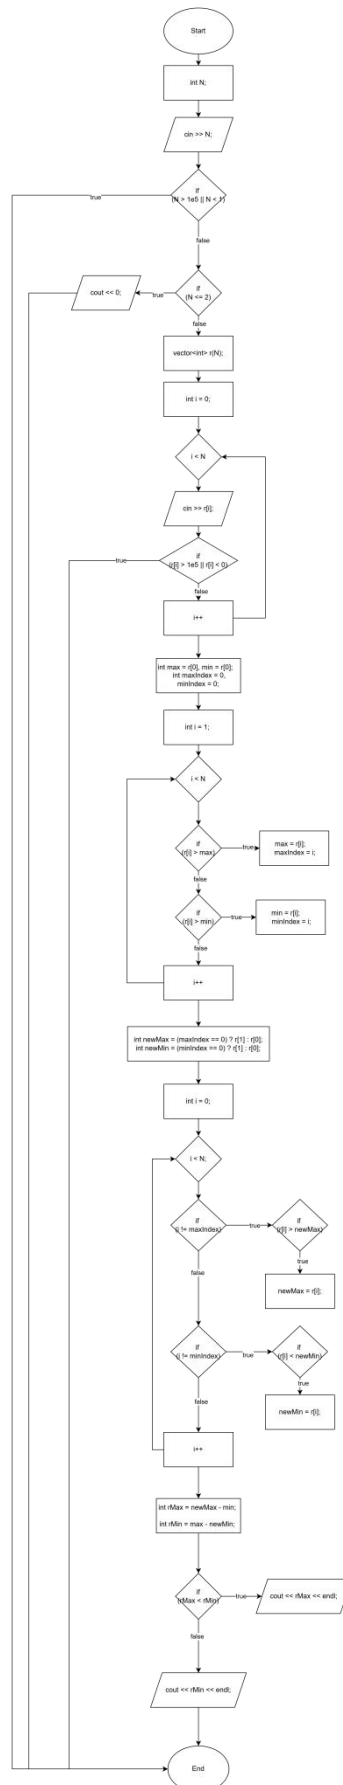 Start
int N;
cin >> N;
if
(N > 1e5 || N < 1)
true
false
if
(N <= 2)
true
cout << 0;
false
vector<int> r(N);
int i = 0;
i < N
cin >> r[i];
if
(r[i] > 1e5 || r[i] < 0)
true
false
i++
int max = r[0], min = r[0];
int maxIndex = 0,
minIndex = 0;
int i = 1;
i < N
if
(r[i] > max)
true
max = r[i];
maxIndex = i;
false
if
(r[i] > min)
true
min = r[i];
minIndex = i;
false
i++
int newMax = (maxIndex == 0) ? r[1] : r[0];
int newMin = (minIndex == 0) ? r[1] : r[0];
int i = 0;
i < N;
if
(i != maxIndex)
true
if
(r[i] > newMax)
true
newMax = r[i];
false
if
(i != minIndex)
true
if
(r[i] < newMin)
true
newMin = r[i];
false
i++
int rMax = newMax - min;
int rMin = max - newMin;
if
(rMax < rMin)
true
cout << rMax << endl;
false
cout << rMin << endl;
End